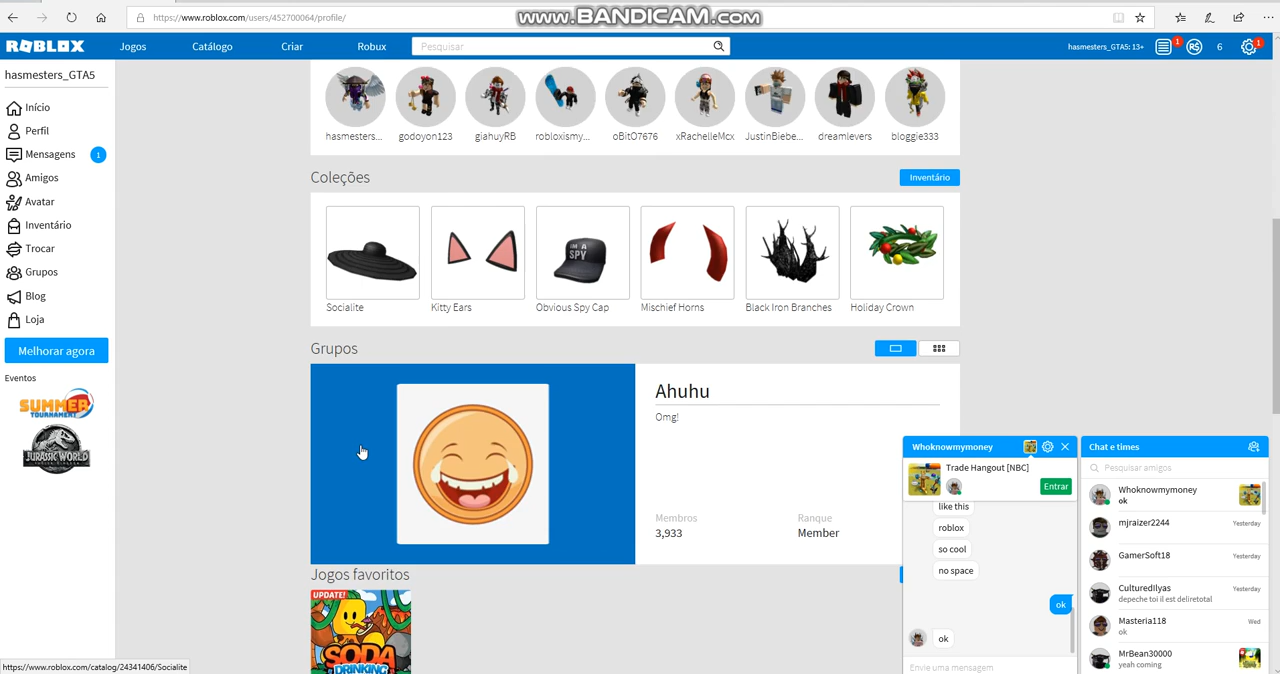 https://www.roblox.com/users/452700064/profile/
www.BANDICAM.com
ROBLOX
Jogos
Catálogo
Criar
Robux
Pesquisar
hasmesters_GTA5: 13+
1
6
1
hasmesters_GTA5
Início
Perfil
Mensagens
1
Amigos
Avatar
Inventário
Trocar
Grupos
Blog
Loja
Melhorar agora
Eventos
SUMMER
TOURNAMENT
JURASSIC WORLD
hasmesters...
godoyon123
giahuyRB
robloxismy...
oBitO7676
xRachelleMcx
JustinBiebe...
dreamlevers
bloggie333
Coleções
Inventário
I'M A
SPY
Socialite
Kitty Ears
Obvious Spy Cap
Mischief Horns
Black Iron Branches
Holiday Crown
Grupos
Ahuhu
Omg!
Membros
3,933
Ranque
Member
Jogos favoritos
UPDATE!
SODA
DRINKING
Whoknowmymoney
Trade Hangout [NBC]
Entrar
like this
roblox
so cool
no space
ok
ok
Envie uma mensagem
Chat e times
Pesquisar amigos
Whoknowmymoney
ok
mjraizer2244
Yesterday
GamerSoft18
Yesterday
CulturedIlyas
Yesterday
depeche toi il est deliretotal
Masteria118
Wed
ok
MrBean30000
yeah coming
https://www.roblox.com/catalog/24341406/Socialite